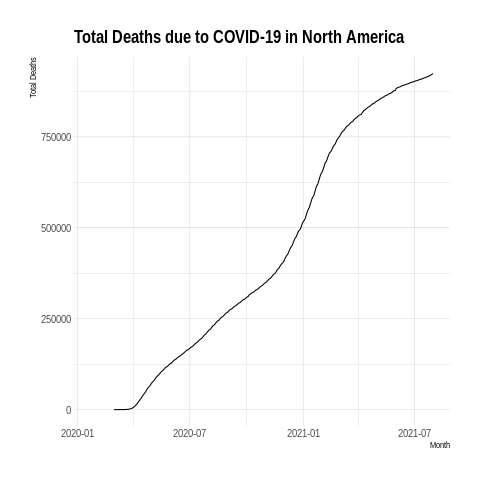 Total Deaths due to COVID-19 in North America
Total Deaths
750000
500000
250000
0
2020-01
2020-07
2021-01
2021-07
Month